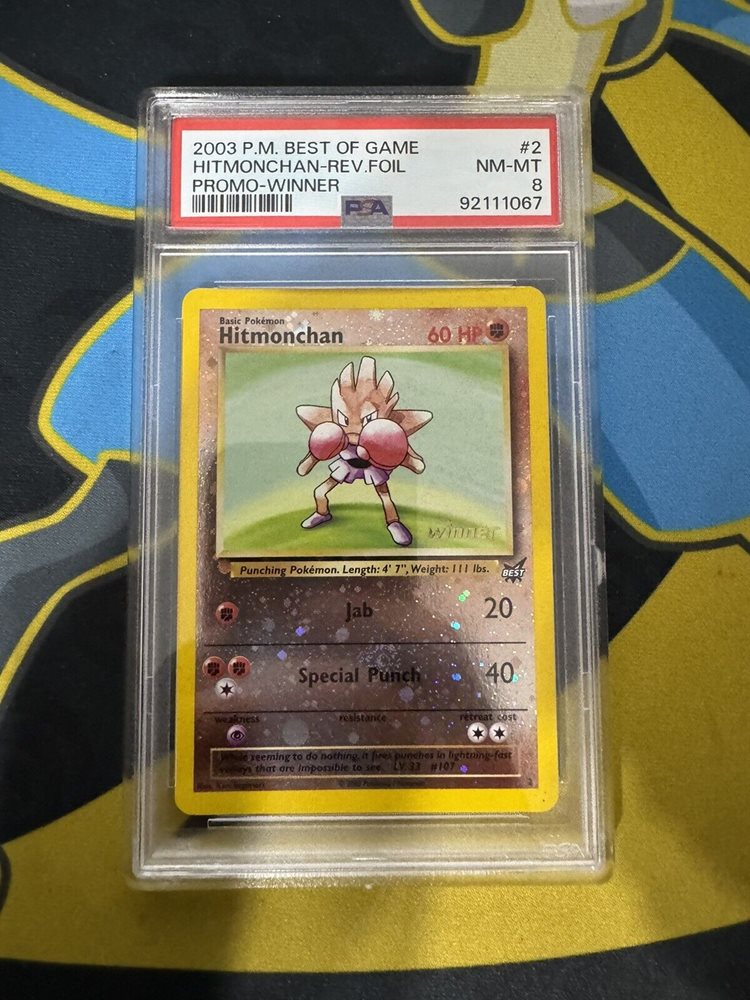 2003 P.M. BEST OF GAME #2
HITMONCHAN-REV.FOIL NM-MT
PROMO-WINNER 8
PSA 92111067
Basic Pokémon
Hitmonchan 60 HP
winner
Punching Pokémon. Length: 4' 7", Weight: 111 lbs.
BEST
Jab 20
Special Punch 40
weakness resistance retreat cost
While seeming to do nothing, it fires punches in lightning-fast
volleys that are impossible to see. LV. 33 #107
PSA